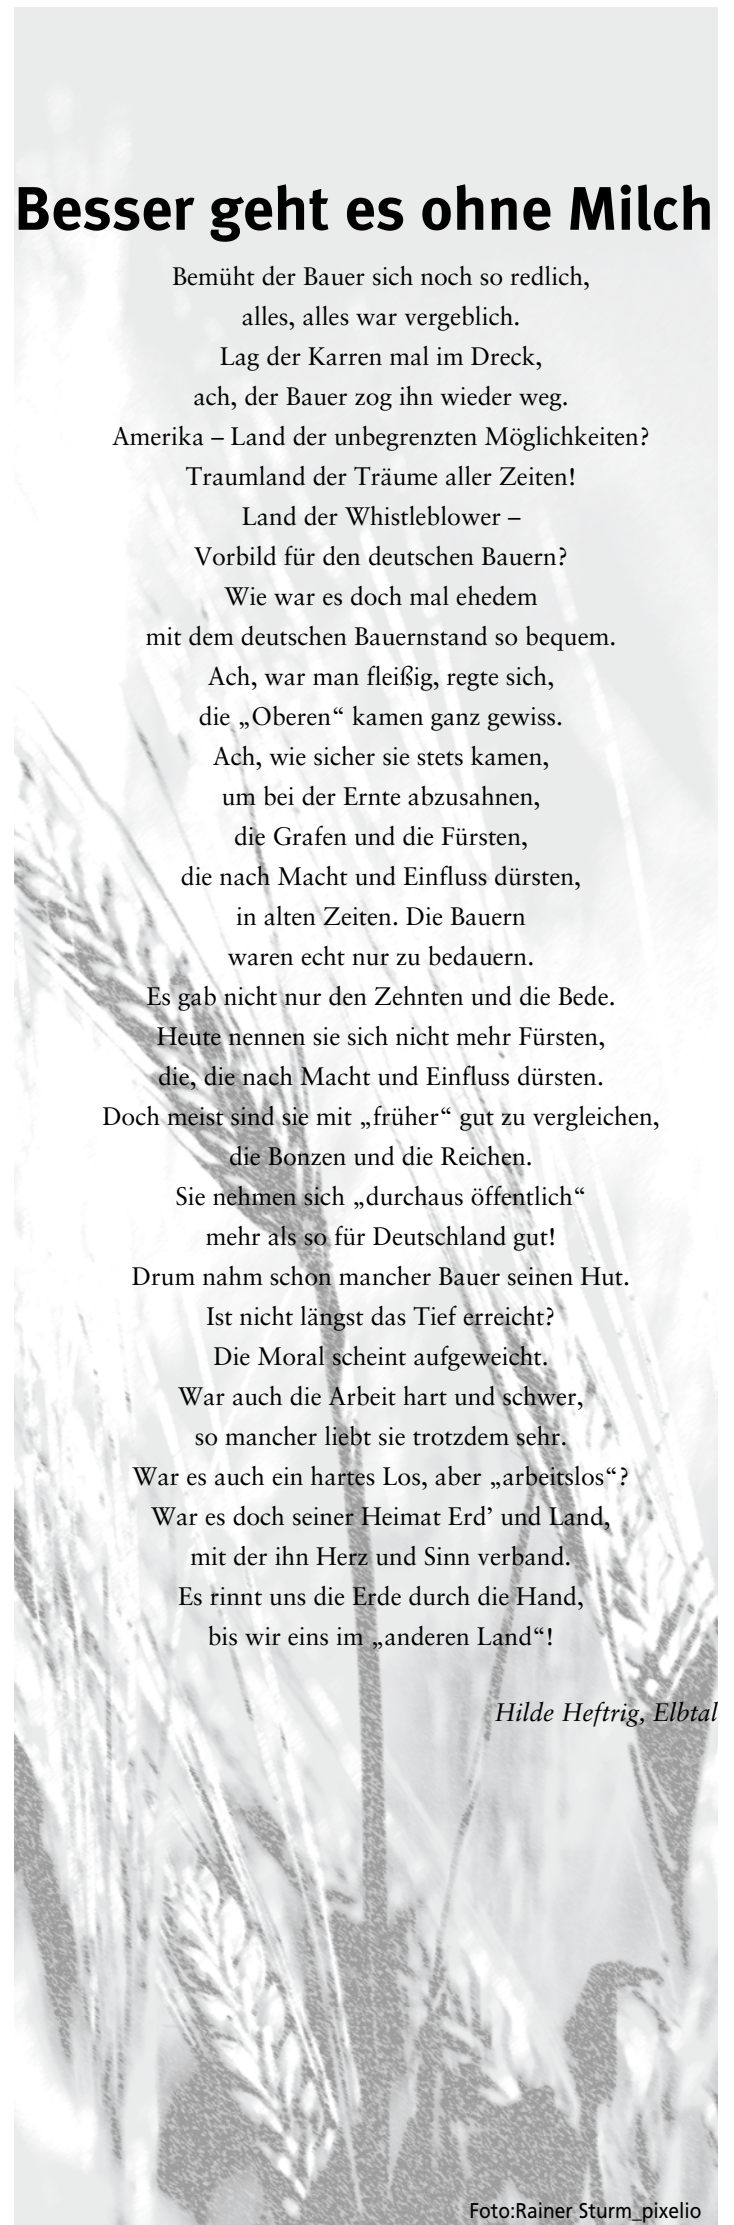 Besser geht es ohne Milch
Bemüht der Bauer sich noch so redlich,
alles, alles war vergeblich.
Lag der Karren mal im Dreck,
ach, der Bauer zog ihn wieder weg.
Amerika – Land der unbegrenzten Möglichkeiten?
Traumland der Träume aller Zeiten!
Land der Whistleblower –
Vorbild für den deutschen Bauern?
Wie war es doch mal ehedem
mit dem deutschen Bauernstand so bequem.
Ach, war man fleißig, regte sich,
die „Oberen“ kamen ganz gewiss.
Ach, wie sicher sie stets kamen,
um bei der Ernte abzusahnen,
die Grafen und die Fürsten,
die nach Macht und Einfluss dürsten,
in alten Zeiten. Die Bauern
waren echt nur zu bedauern.
Es gab nicht nur den Zehnten und die Bede.
Heute nennen sie sich nicht mehr Fürsten,
die, die nach Macht und Einfluss dürsten.
Doch meist sind sie mit „früher“ gut zu vergleichen,
die Bonzen und die Reichen.
Sie nehmen sich „durchaus öffentlich“
mehr als so für Deutschland gut!
Drum nahm schon mancher Bauer seinen Hut.
Ist nicht längst das Tief erreicht?
Die Moral scheint aufgeweicht.
War auch die Arbeit hart und schwer,
so mancher liebt sie trotzdem sehr.
War es auch ein hartes Los, aber „arbeitslos“?
War es doch seiner Heimat Erd’ und Land,
mit der ihn Herz und Sinn verband.
Es rinnt uns die Erde durch die Hand,
bis wir eins im „anderen Land“!
Hilde Heftrig, Elbtal
Foto:Rainer Sturm_pixelio